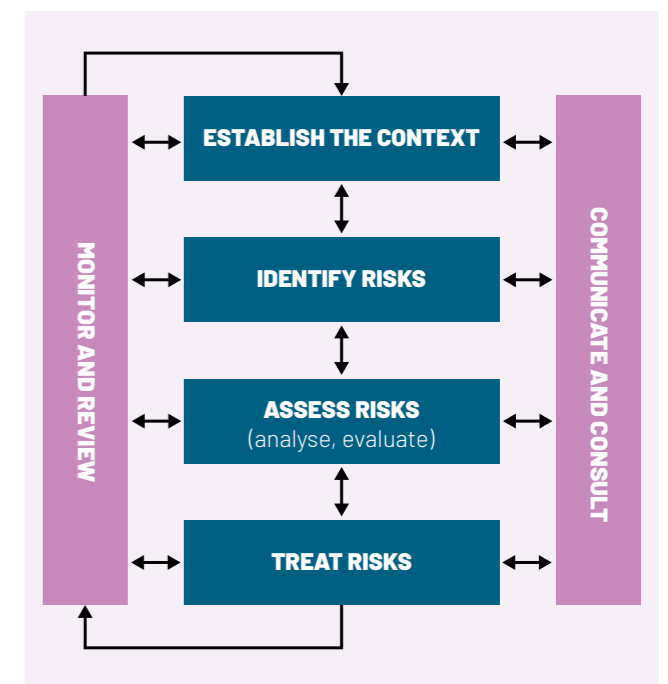 ESTABLISH THE CONTEXT
MONITOR AND REVIEW
COMMUNICATE AND CONSULT
IDENTIFY RISKS
ASSESS RISKS
(analyse, evaluate)
TREAT RISKS